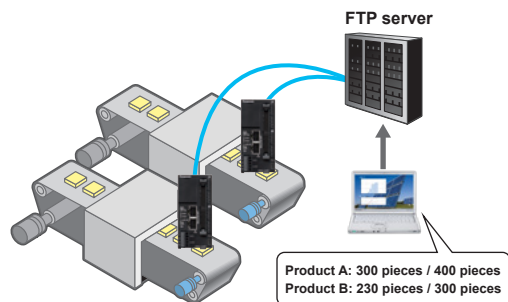 FTP server
Product A: 300 pieces / 400 pieces
Product B: 230 pieces / 300 pieces